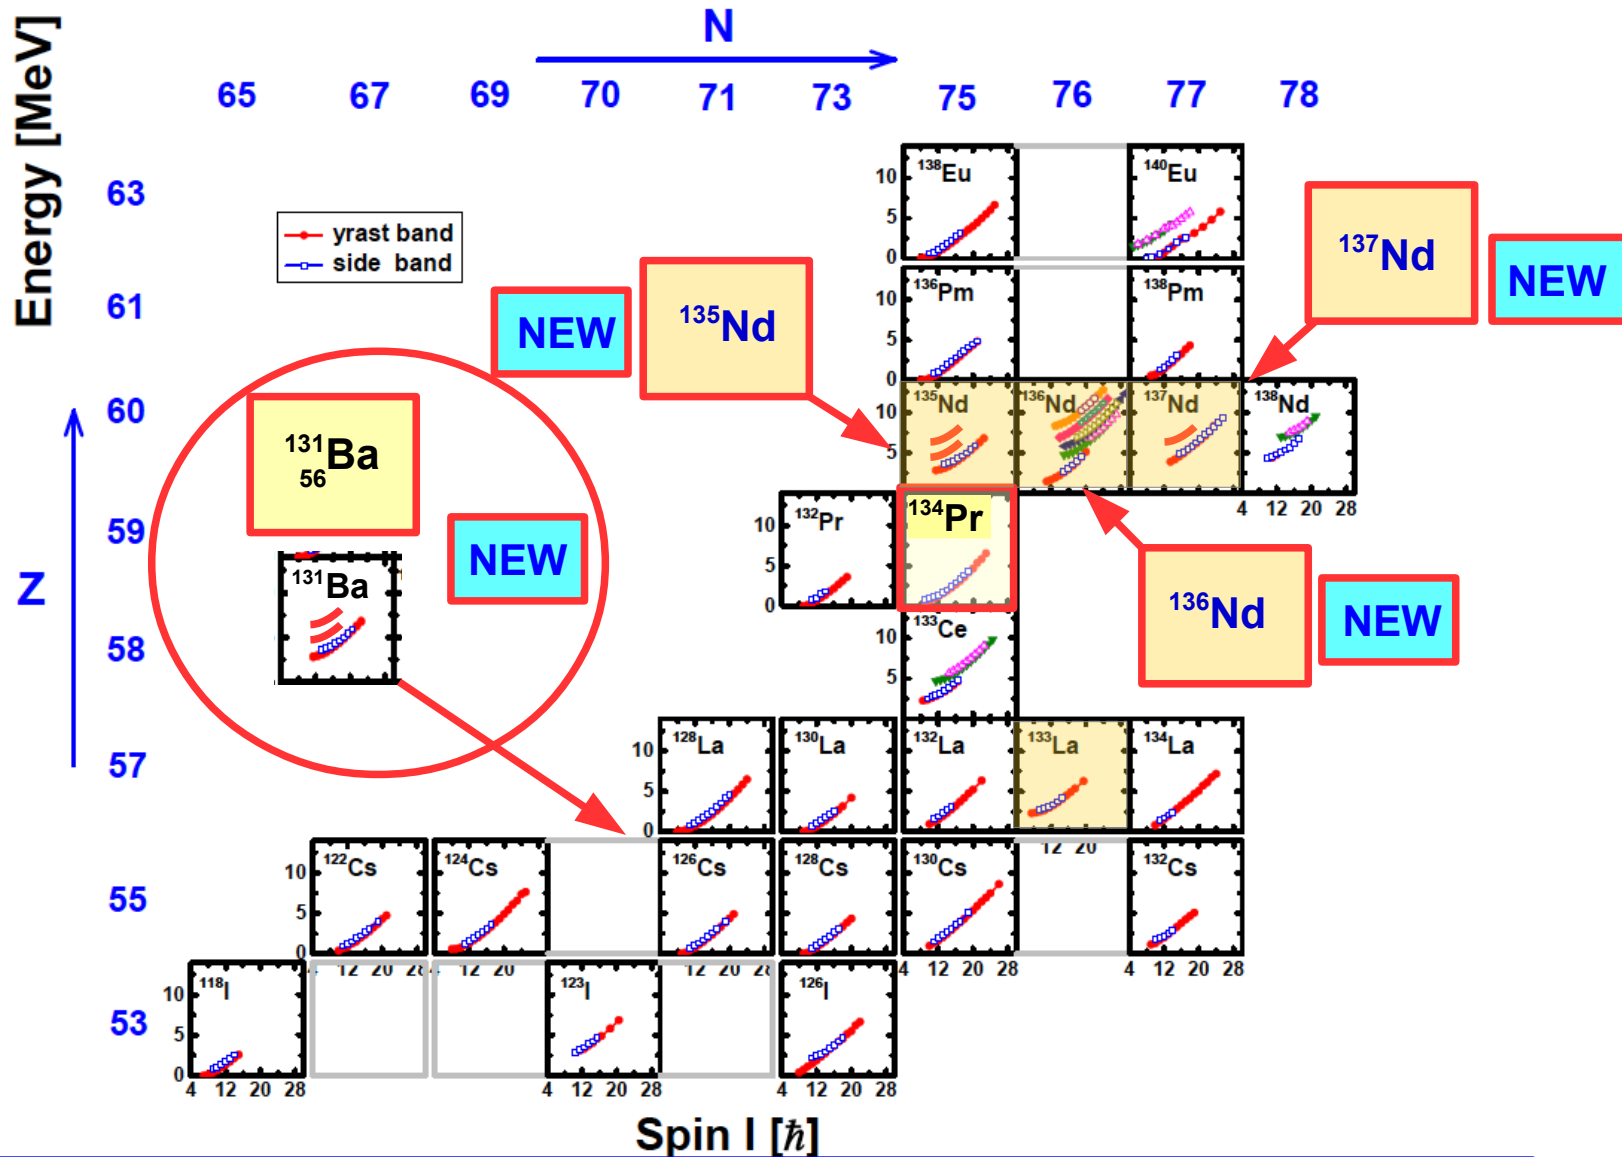 N
Energy [MeV]
65 67 69 70 71 73 75 76 77 78
63
61
60
59
58
57
55
53
Z
yrast band
side band
138Eu
140Eu
10
5
0
137Nd
NEW
NEW
135Nd
136Pm
138Pm
10
5
0
135Nd
136Nd
137Nd
138Nd
10
5
4 12 20 28
131
56Ba
NEW
131Ba
132Pr
134Pr
10
5
0
136Nd
NEW
133Ce
10
5
128La
130La
132La
133La
134La
10
5
0
12 20
122Cs
124Cs
126Cs
128Cs
130Cs
132Cs
10
5
0
4 12 20 28
4 12 20
12 20 28
4 12 20 28
4 12 20 28
118I
123I
126I
10
5
0
4 12 20 28
4 12 20 28
4 12 20 28
Spin I [ħ]